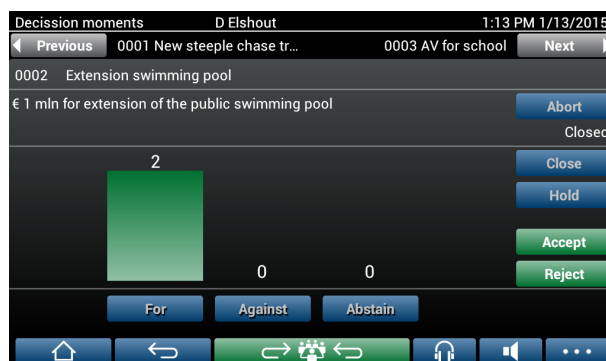 Decission moments D Elshout 1:13 PM 1/13/2015
Previous 0001 New steeple chase tr... 0003 AV for school Next
0002 Extension swimming pool
€ 1 mln for extension of the public swimming pool Abort
Closed
2 Close
Hold
Accept
0 0 Reject
For Against Abstain